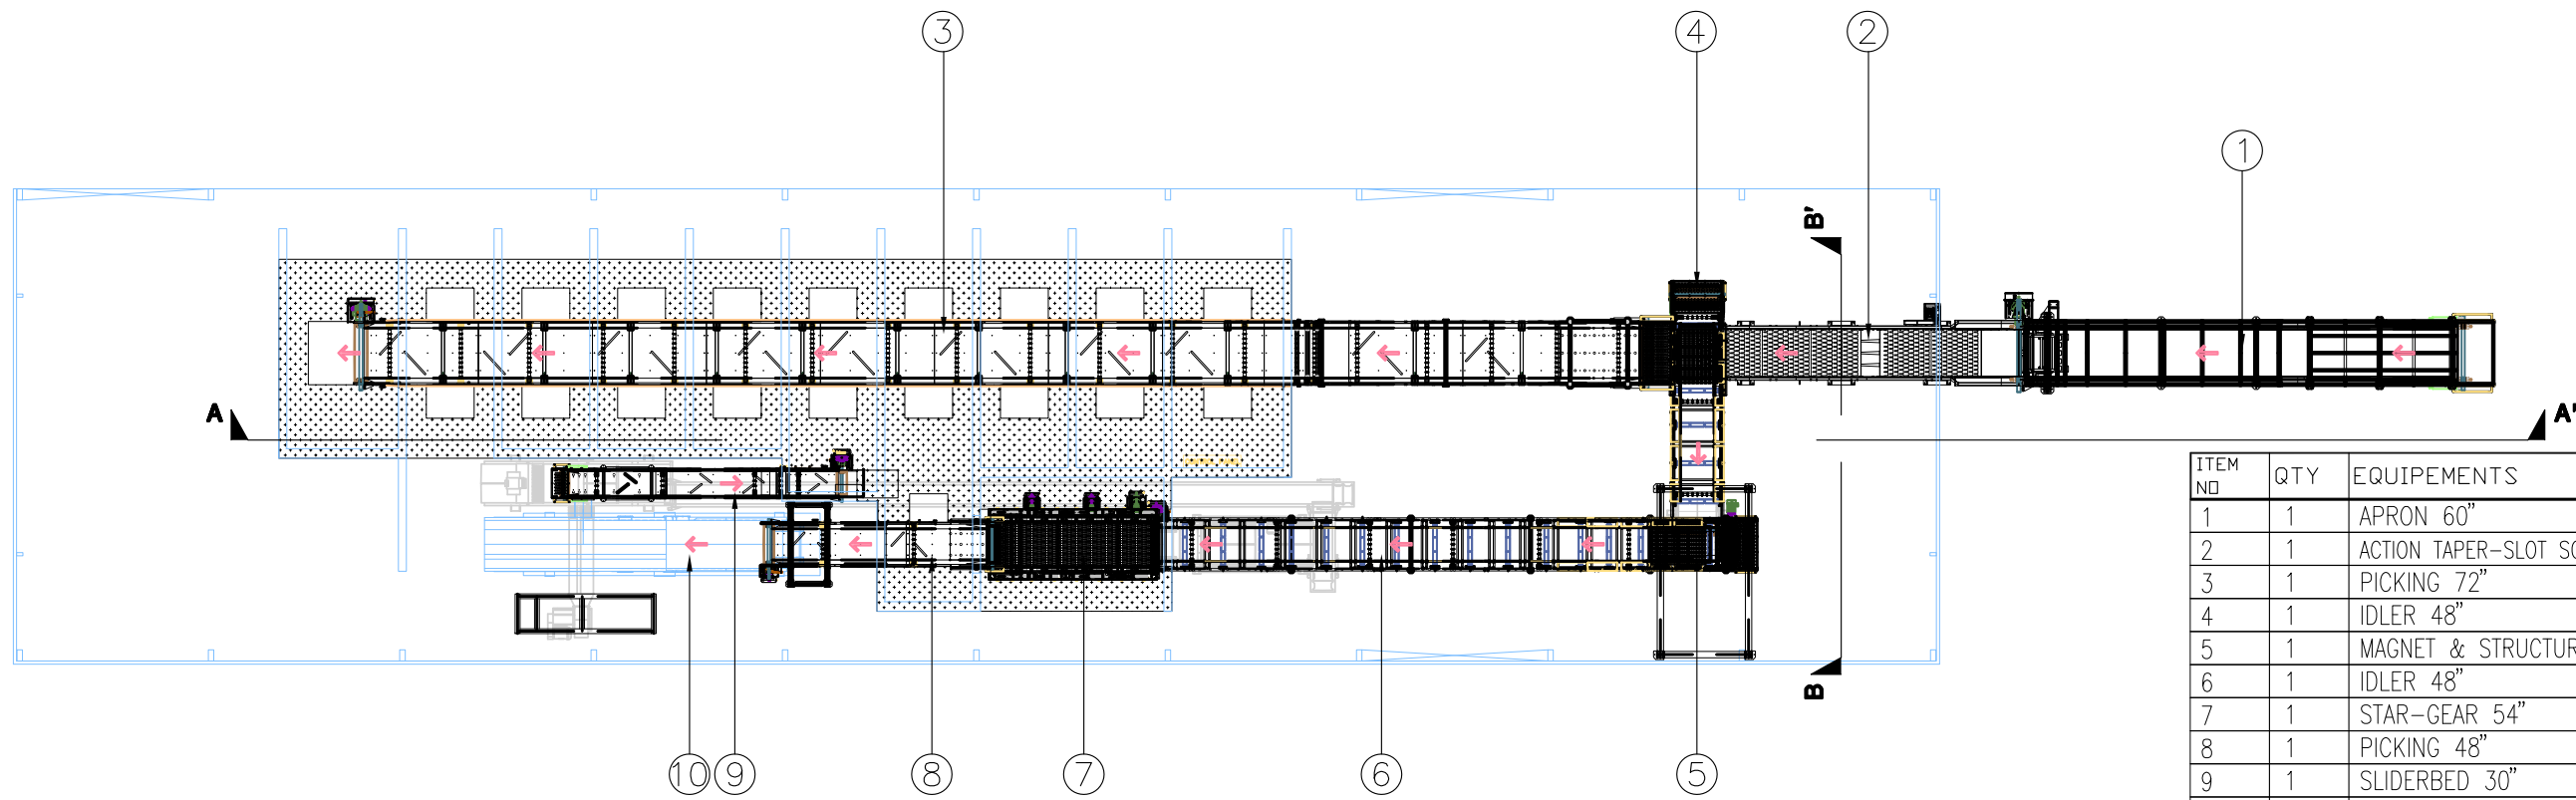 3
4
2
1
B'
A
A'
ITEM NO QTY EQUIPEMENTS
1 1 APRON 60"
2 1 ACTION TAPER-SLOT
3 1 PICKING 72"
4 1 IDLER 48"
5 1 MAGNET &
6 1 IDLER 48"
7 1 STAR-GEAR 54"
8 1 PICKING 48"
9 1 SLIDERBED 30"
B
10
9
8
7
6
5